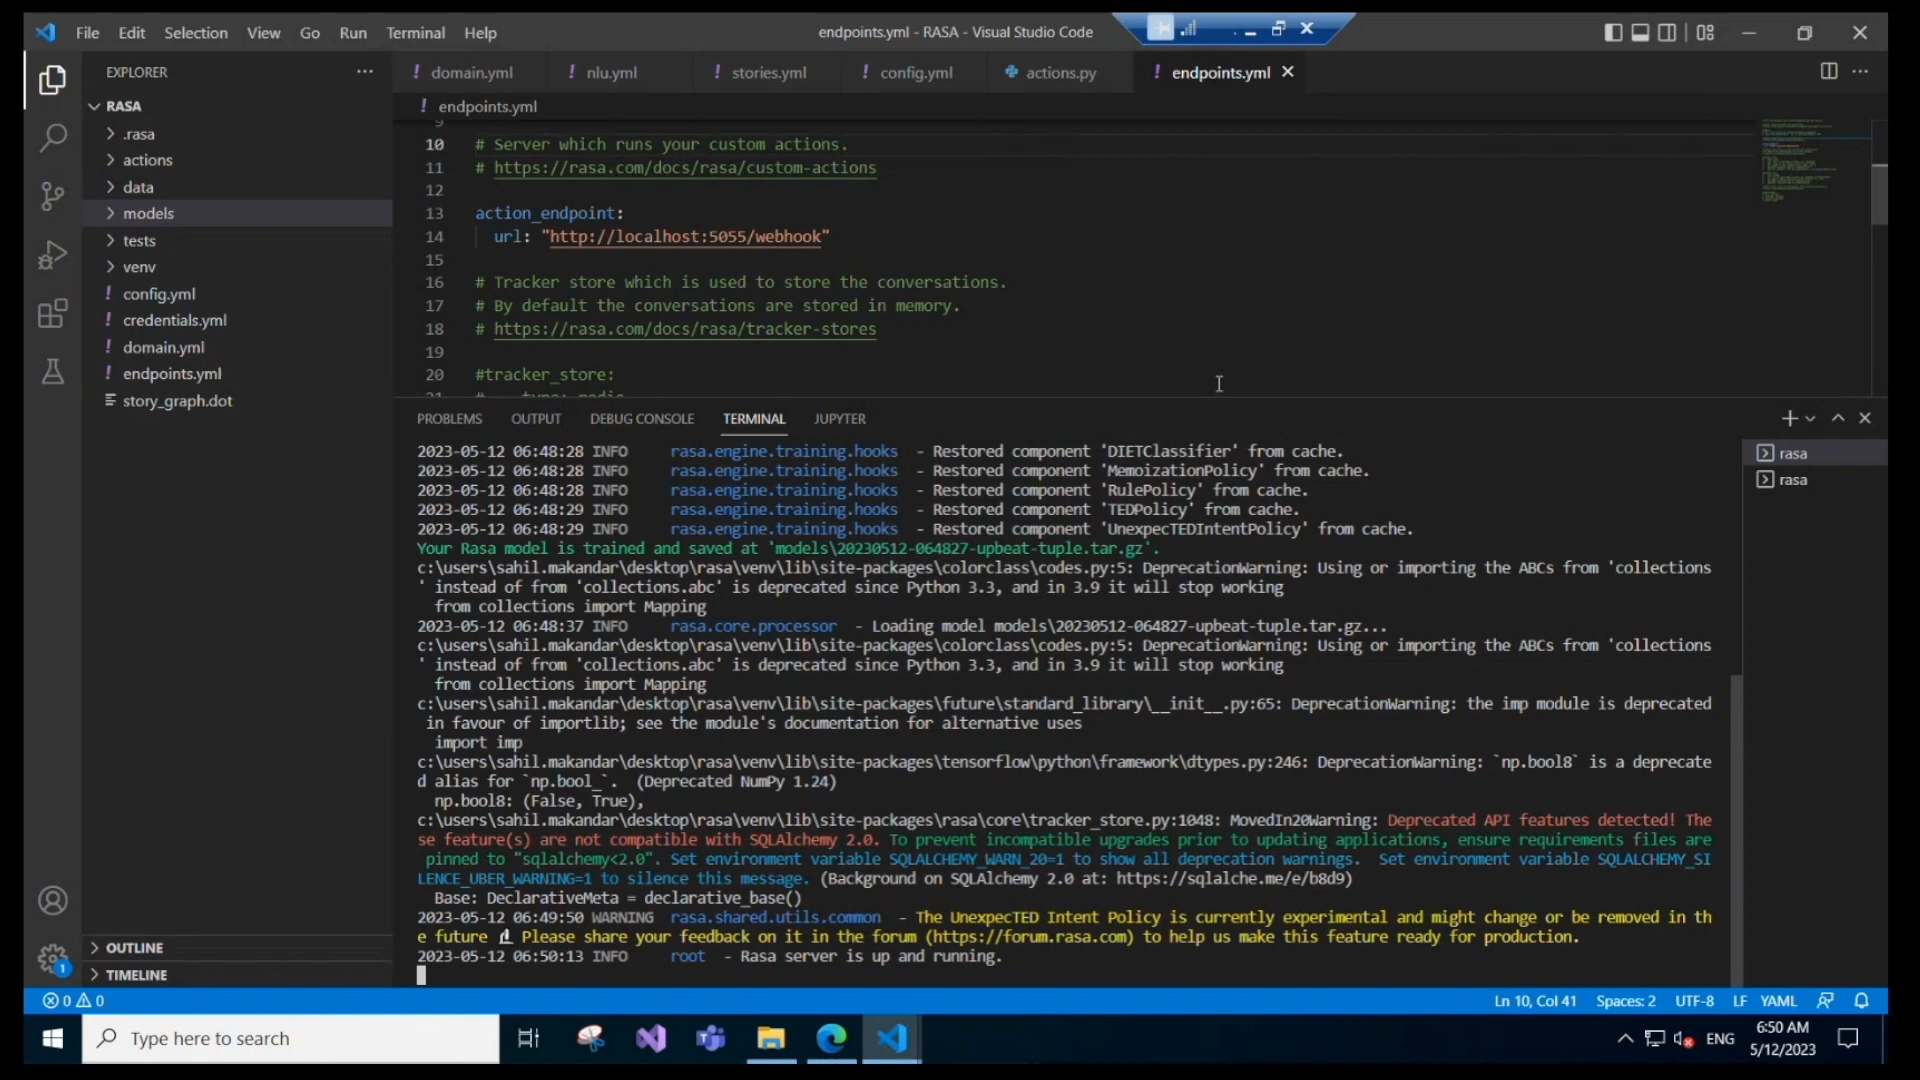 File Edit Selection View Go Run Terminal Help
endpoints.yml - RASA - Visual Studio Code
EXPLORER
RASA
.rasa
actions
data
models
tests
venv
config.yml
credentials.yml
domain.yml
endpoints.yml
story_graph.dot
OUTLINE
TIMELINE
domain.yml nlu.yml stories.yml config.yml actions.py endpoints.yml
endpoints.yml
9
10 # Server which runs your custom actions.
11 # https://rasa.com/docs/rasa/custom-actions
12
13 action_endpoint:
14 url: "http://localhost:5055/webhook"
15
16 # Tracker store which is used to store the conversations.
17 # By default the conversations are stored in memory.
18 # https://rasa.com/docs/rasa/tracker-stores
19
20 #tracker_store:
PROBLEMS OUTPUT DEBUG CONSOLE TERMINAL JUPYTER
2023-05-12 06:48:28 INFO rasa.engine.training.hooks - Restored component 'DIETClassifier' from cache.
2023-05-12 06:48:28 INFO rasa.engine.training.hooks - Restored component 'MemoizationPolicy' from cache.
2023-05-12 06:48:28 INFO rasa.engine.training.hooks - Restored component 'RulePolicy' from cache.
2023-05-12 06:48:29 INFO rasa.engine.training.hooks - Restored component 'TEDPolicy' from cache.
2023-05-12 06:48:29 INFO rasa.engine.training.hooks - Restored component 'UnexpecTEDIntentPolicy' from cache.
Your Rasa model is trained and saved at 'models\20230512-064827-upbeat-tuple.tar.gz'.
c:\users\sahil.makandar\desktop\rasa\venv\lib\site-packages\colorclass\codes.py:5: DeprecationWarning: Using or importing the ABCs from 'collections
' instead of from 'collections.abc' is deprecated since Python 3.3, and in 3.9 it will stop working
from collections import Mapping
2023-05-12 06:48:37 INFO rasa.core.processor - Loading model models\20230512-064827-upbeat-tuple.tar.gz...
c:\users\sahil.makandar\desktop\rasa\venv\lib\site-packages\colorclass\codes.py:5: DeprecationWarning: Using or importing the ABCs from 'collections
' instead of from 'collections.abc' is deprecated since Python 3.3, and in 3.9 it will stop working
from collections import Mapping
c:\users\sahil.makandar\desktop\rasa\venv\lib\site-packages\future\standard_library\__init__.py:65: DeprecationWarning: the imp module is deprecated
in favour of importlib; see the module's documentation for alternative uses
import imp
c:\users\sahil.makandar\desktop\rasa\venv\lib\site-packages\tensorflow\python\framework\dtypes.py:246: DeprecationWarning: `np.bool8` is a deprecate
d alias for `np.bool_`. (Deprecated NumPy 1.24)
np.bool8: (False, True),
c:\users\sahil.makandar\desktop\rasa\venv\lib\site-packages\rasa\core\tracker_store.py:1048: MovedIn20Warning: Deprecated API features detected! The
se feature(s) are not compatible with SQLAlchemy 2.0. To prevent incompatible upgrades prior to updating applications, ensure requirements files are
pinned to "sqlalchemy<2.0". Set environment variable SQLALCHEMY_WARN_20=1 to show all deprecation warnings. Set environment variable SQLALCHEMY_SI
LENCE_UBER_WARNING=1 to silence this message. (Background on SQLAlchemy 2.0 at: https://sqlalche.me/e/b8d9)
Base: DeclarativeMeta = declarative_base()
2023-05-12 06:49:50 WARNING rasa.shared.utils.common - The UnexpecTED Intent Policy is currently experimental and might change or be removed in th
e future Please share your feedback on it in the forum (https://forum.rasa.com) to help us make this feature ready for production.
2023-05-12 06:50:13 INFO root - Rasa server is up and running.
rasa
rasa
1
0 0
Ln 10, Col 41 Spaces: 2 UTF-8 LF YAML
Type here to search
ENG
6:50 AM
5/12/2023